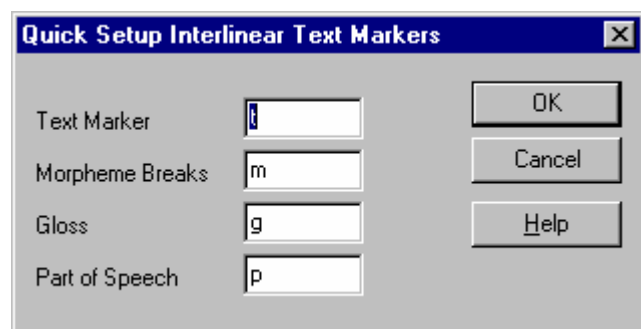 Quick Setup Interlinear Text Markers
Text Marker t OK
Morpheme Breaks m Cancel
Gloss g Help
Part of Speech p